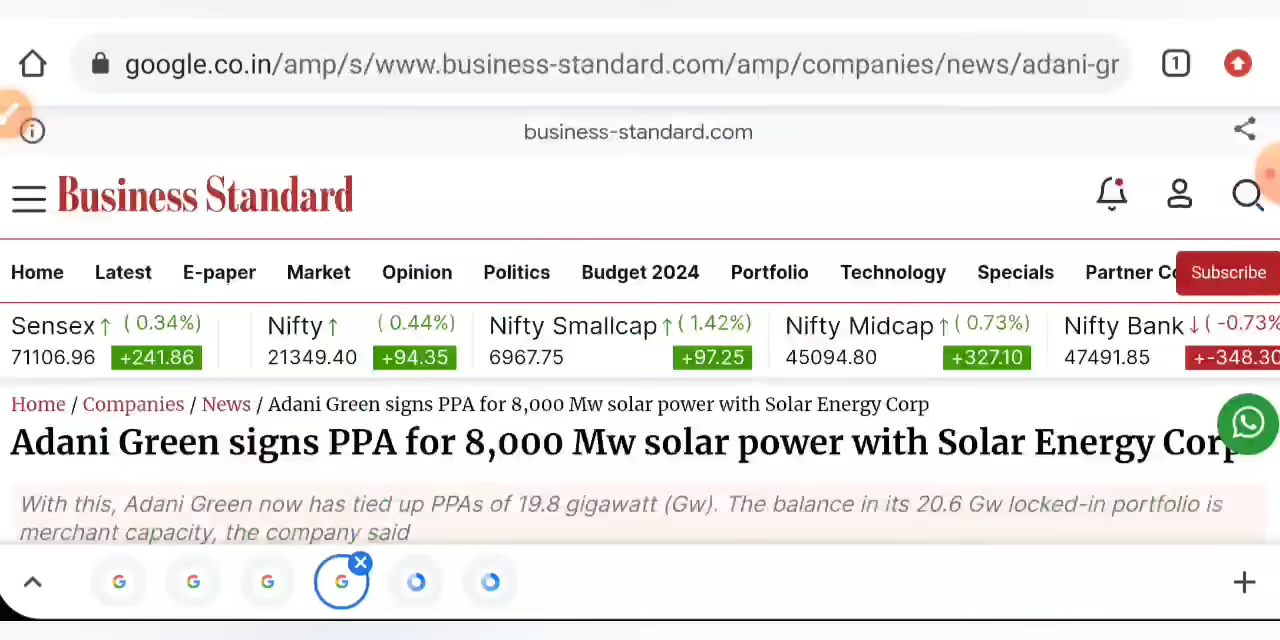 google.co.in/amp/s/www.business-standard.com/amp/companies/news/adani-gr
1
business-standard.com
Business Standard
Home Latest E-paper Market Opinion Politics Budget 2024 Portfolio Technology Specials Partner Co Subscribe
Sensex↑ ( 0.34%) Nifty↑ ( 0.44%) Nifty Smallcap↑( 1.42%) Nifty Midcap↑( 0.73%) Nifty Bank↓( -0.73%
71106.96 +241.86 21349.40 +94.35 6967.75 +97.25 45094.80 +327.10 47491.85 +-348.30
Home / Companies / News / Adani Green signs PPA for 8,000 Mw solar power with Solar Energy Corp
Adani Green signs PPA for 8,000 Mw solar power with Solar Energy Corp
With this, Adani Green now has tied up PPAs of 19.8 gigawatt (Gw). The balance in its 20.6 Gw locked-in portfolio is
merchant capacity, the company said